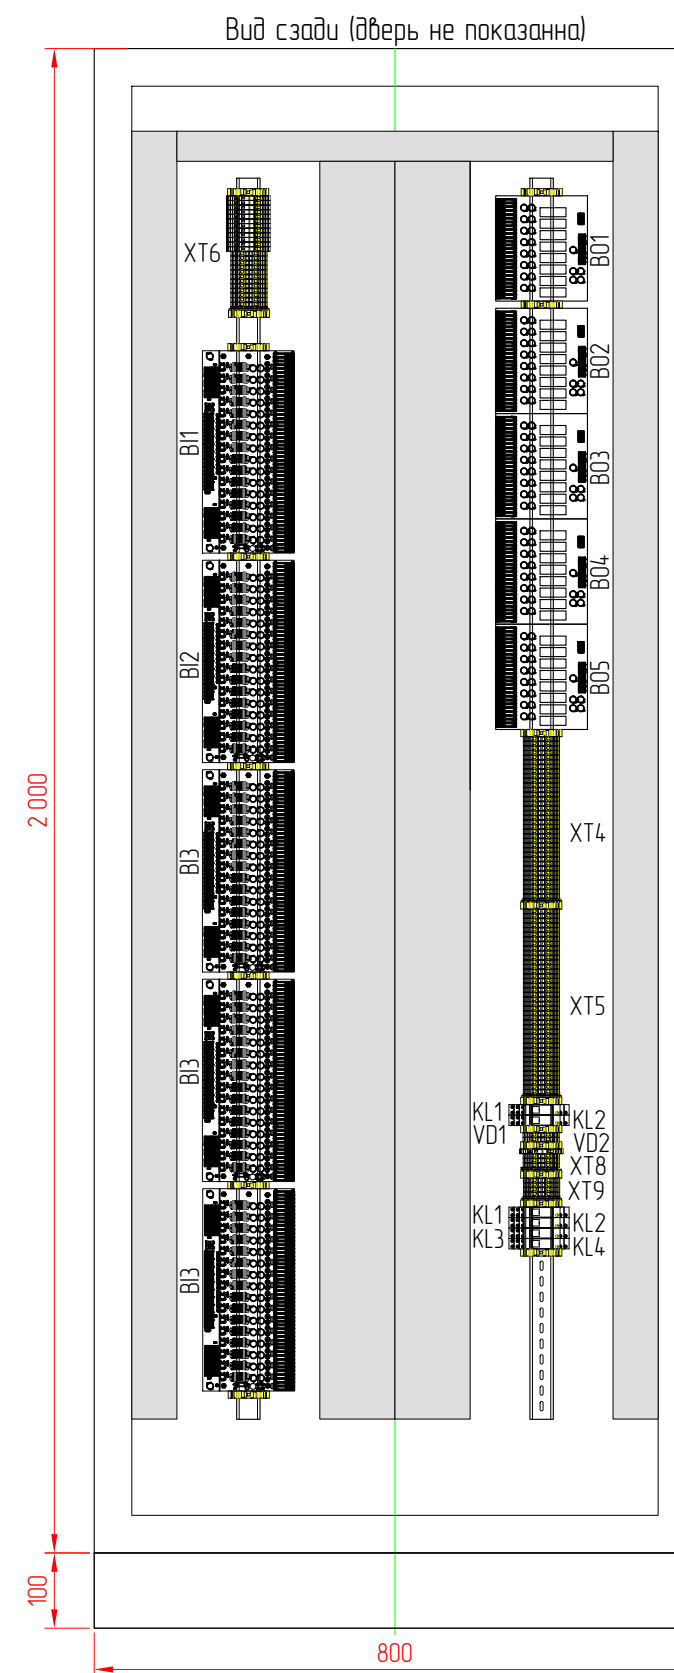 Вид сзади (дверь не показанна)
XT6
BO1
BO2
BI1
BO3
BO4
BI2
BO5
2 000
XT4
BI3
XT5
BI3
KL1
KL2
VD1
VD2
XT8
XT9
KL1
KL2
KL3
KL4
BI3
100
800